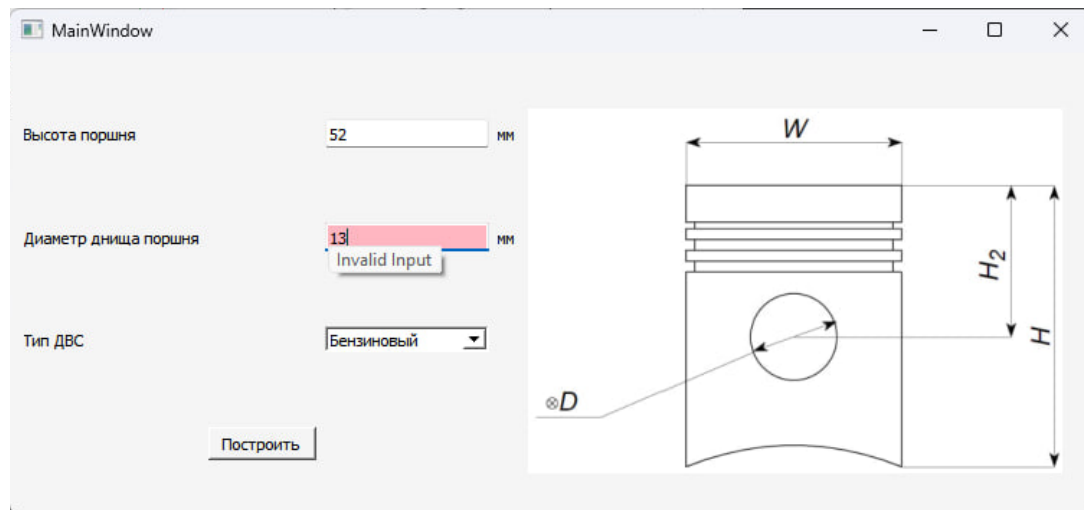 MainWindow
Высота поршня 52 мм
Диаметр днища поршня 13 мм
Invalid Input
Тип ДВС Бензиновый
Построить
W
H2
H
⊗D